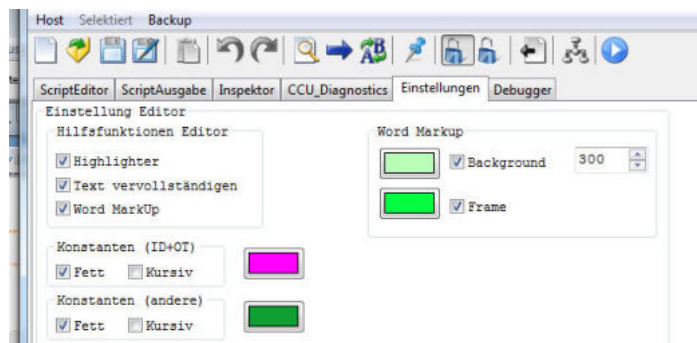 Host Selektiert Backup
ScriptEditor ScriptAusgabe Inspektor CCU_Diagnostics Einstellungen Debugger
Einstellung Editor
Hilfsfunktionen Editor
Highlighter
Text vervollständigen
Word MarkUp
Word Markup
Background 300
Frame
Konstanten (ID+OT)
Fett Kursiv
Konstanten (andere)
Fett Kursiv